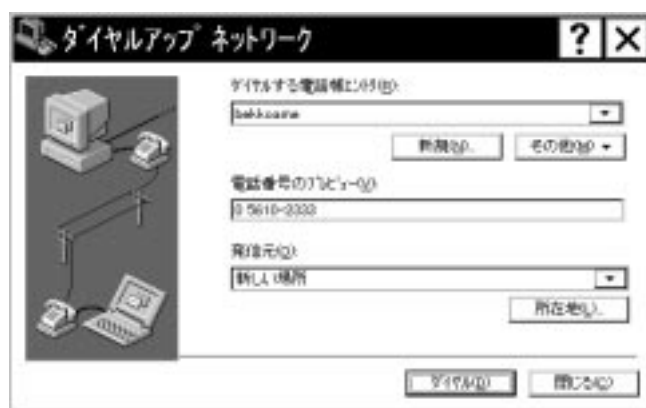 ダイヤルアップ ネットワーク
ダイヤルする電話帳エントリ(E):
bekkoame
新規(N)...
その他(M)
電話番号のプレビュー(V):
0 5610-2333
発信元(O):
新しい場所
所在地(L)...
ダイヤル(D)
閉じる(C)